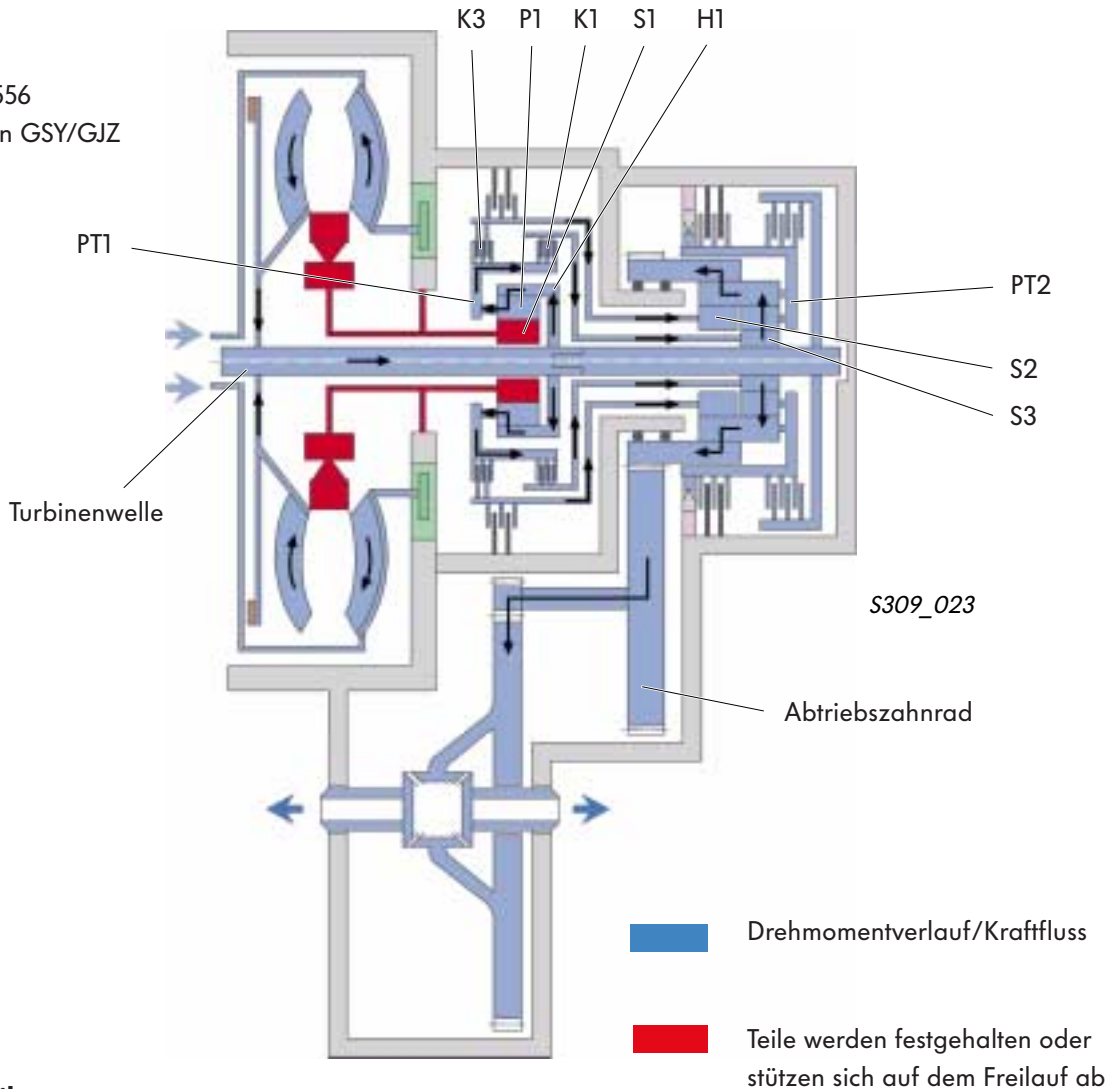 K3 P1 K1 S1 H1
556
n GSY/GJZ
PT1
PT2
S2
S3
Turbinenwelle
S309_023
Abtriebszahnrad
Drehmomentverlauf/Kraftfluss
Teile werden festgehalten oder
stützen sich auf dem Freilauf ab